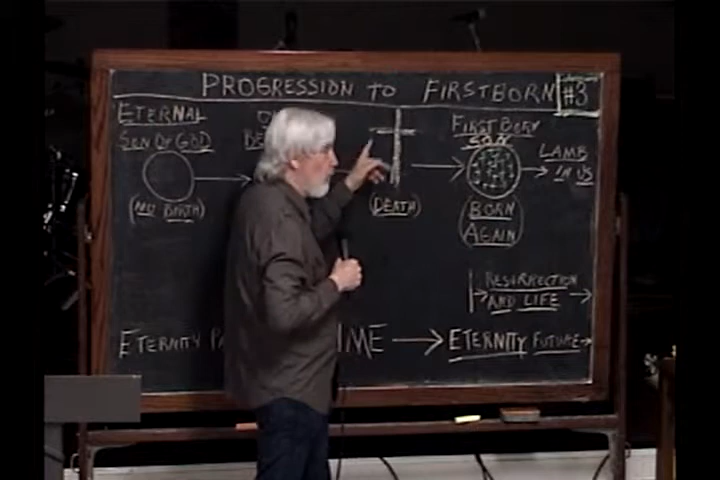 PROGRESSION TO FIRSTBORN
#3
ETERNAL
SON OF GOD
(NO BIRTH)
(DEATH)
FIRST BORN
SON
BORN
AGAIN
LAMB
IN US
RESURRECTION
AND LIFE
ETERNITY
ETERNITY FUTURE